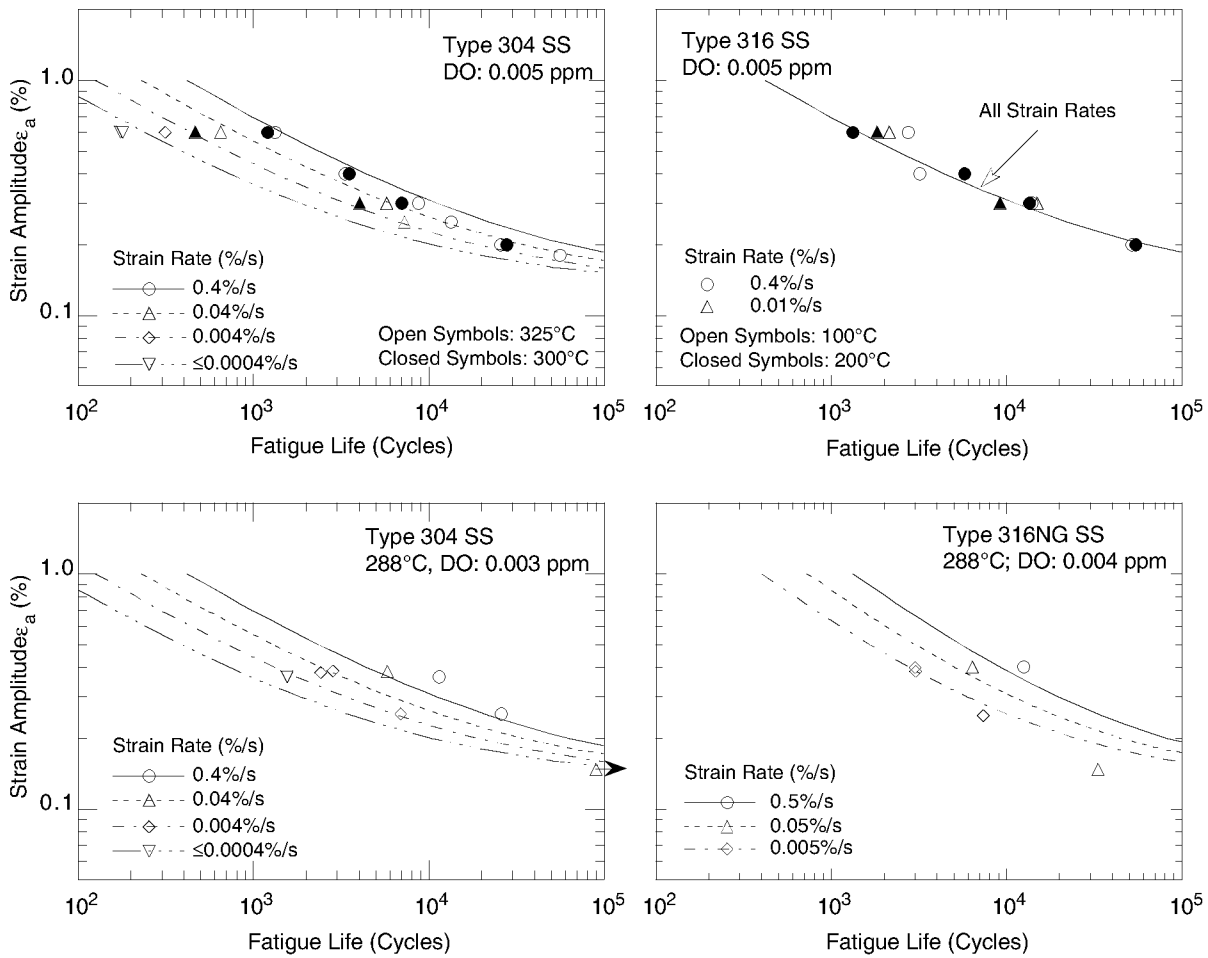 Type 304 SS
DO: 0.005 ppm
1.0
0.1
Strain Amplitudeεa (%)
Strain Rate (%/s)
0.4%/s
0.04%/s
0.004%/s
≤0.0004%/s
Open Symbols: 325°C
Closed Symbols: 300°C
10² 10³ 10⁴ 10⁵
Fatigue Life (Cycles)
Type 316 SS
DO: 0.005 ppm
All Strain Rates
Strain Rate (%/s)
0.4%/s
0.01%/s
Open Symbols: 100°C
Closed Symbols: 200°C
10³ 10⁴ 10⁵
Fatigue Life (Cycles)
Type 304 SS
288°C, DO: 0.003 ppm
1.0
0.1
Strain Amplitudeεa (%)
Strain Rate (%/s)
0.4%/s
0.04%/s
0.004%/s
≤0.0004%/s
10² 10³ 10⁴ 10⁵
Fatigue Life (Cycles)
Type 316NG SS
288°C; DO: 0.004 ppm
Strain Rate (%/s)
0.5%/s
0.05%/s
0.005%/s
10² 10³ 10⁴ 10⁵
Fatigue Life (Cycles)